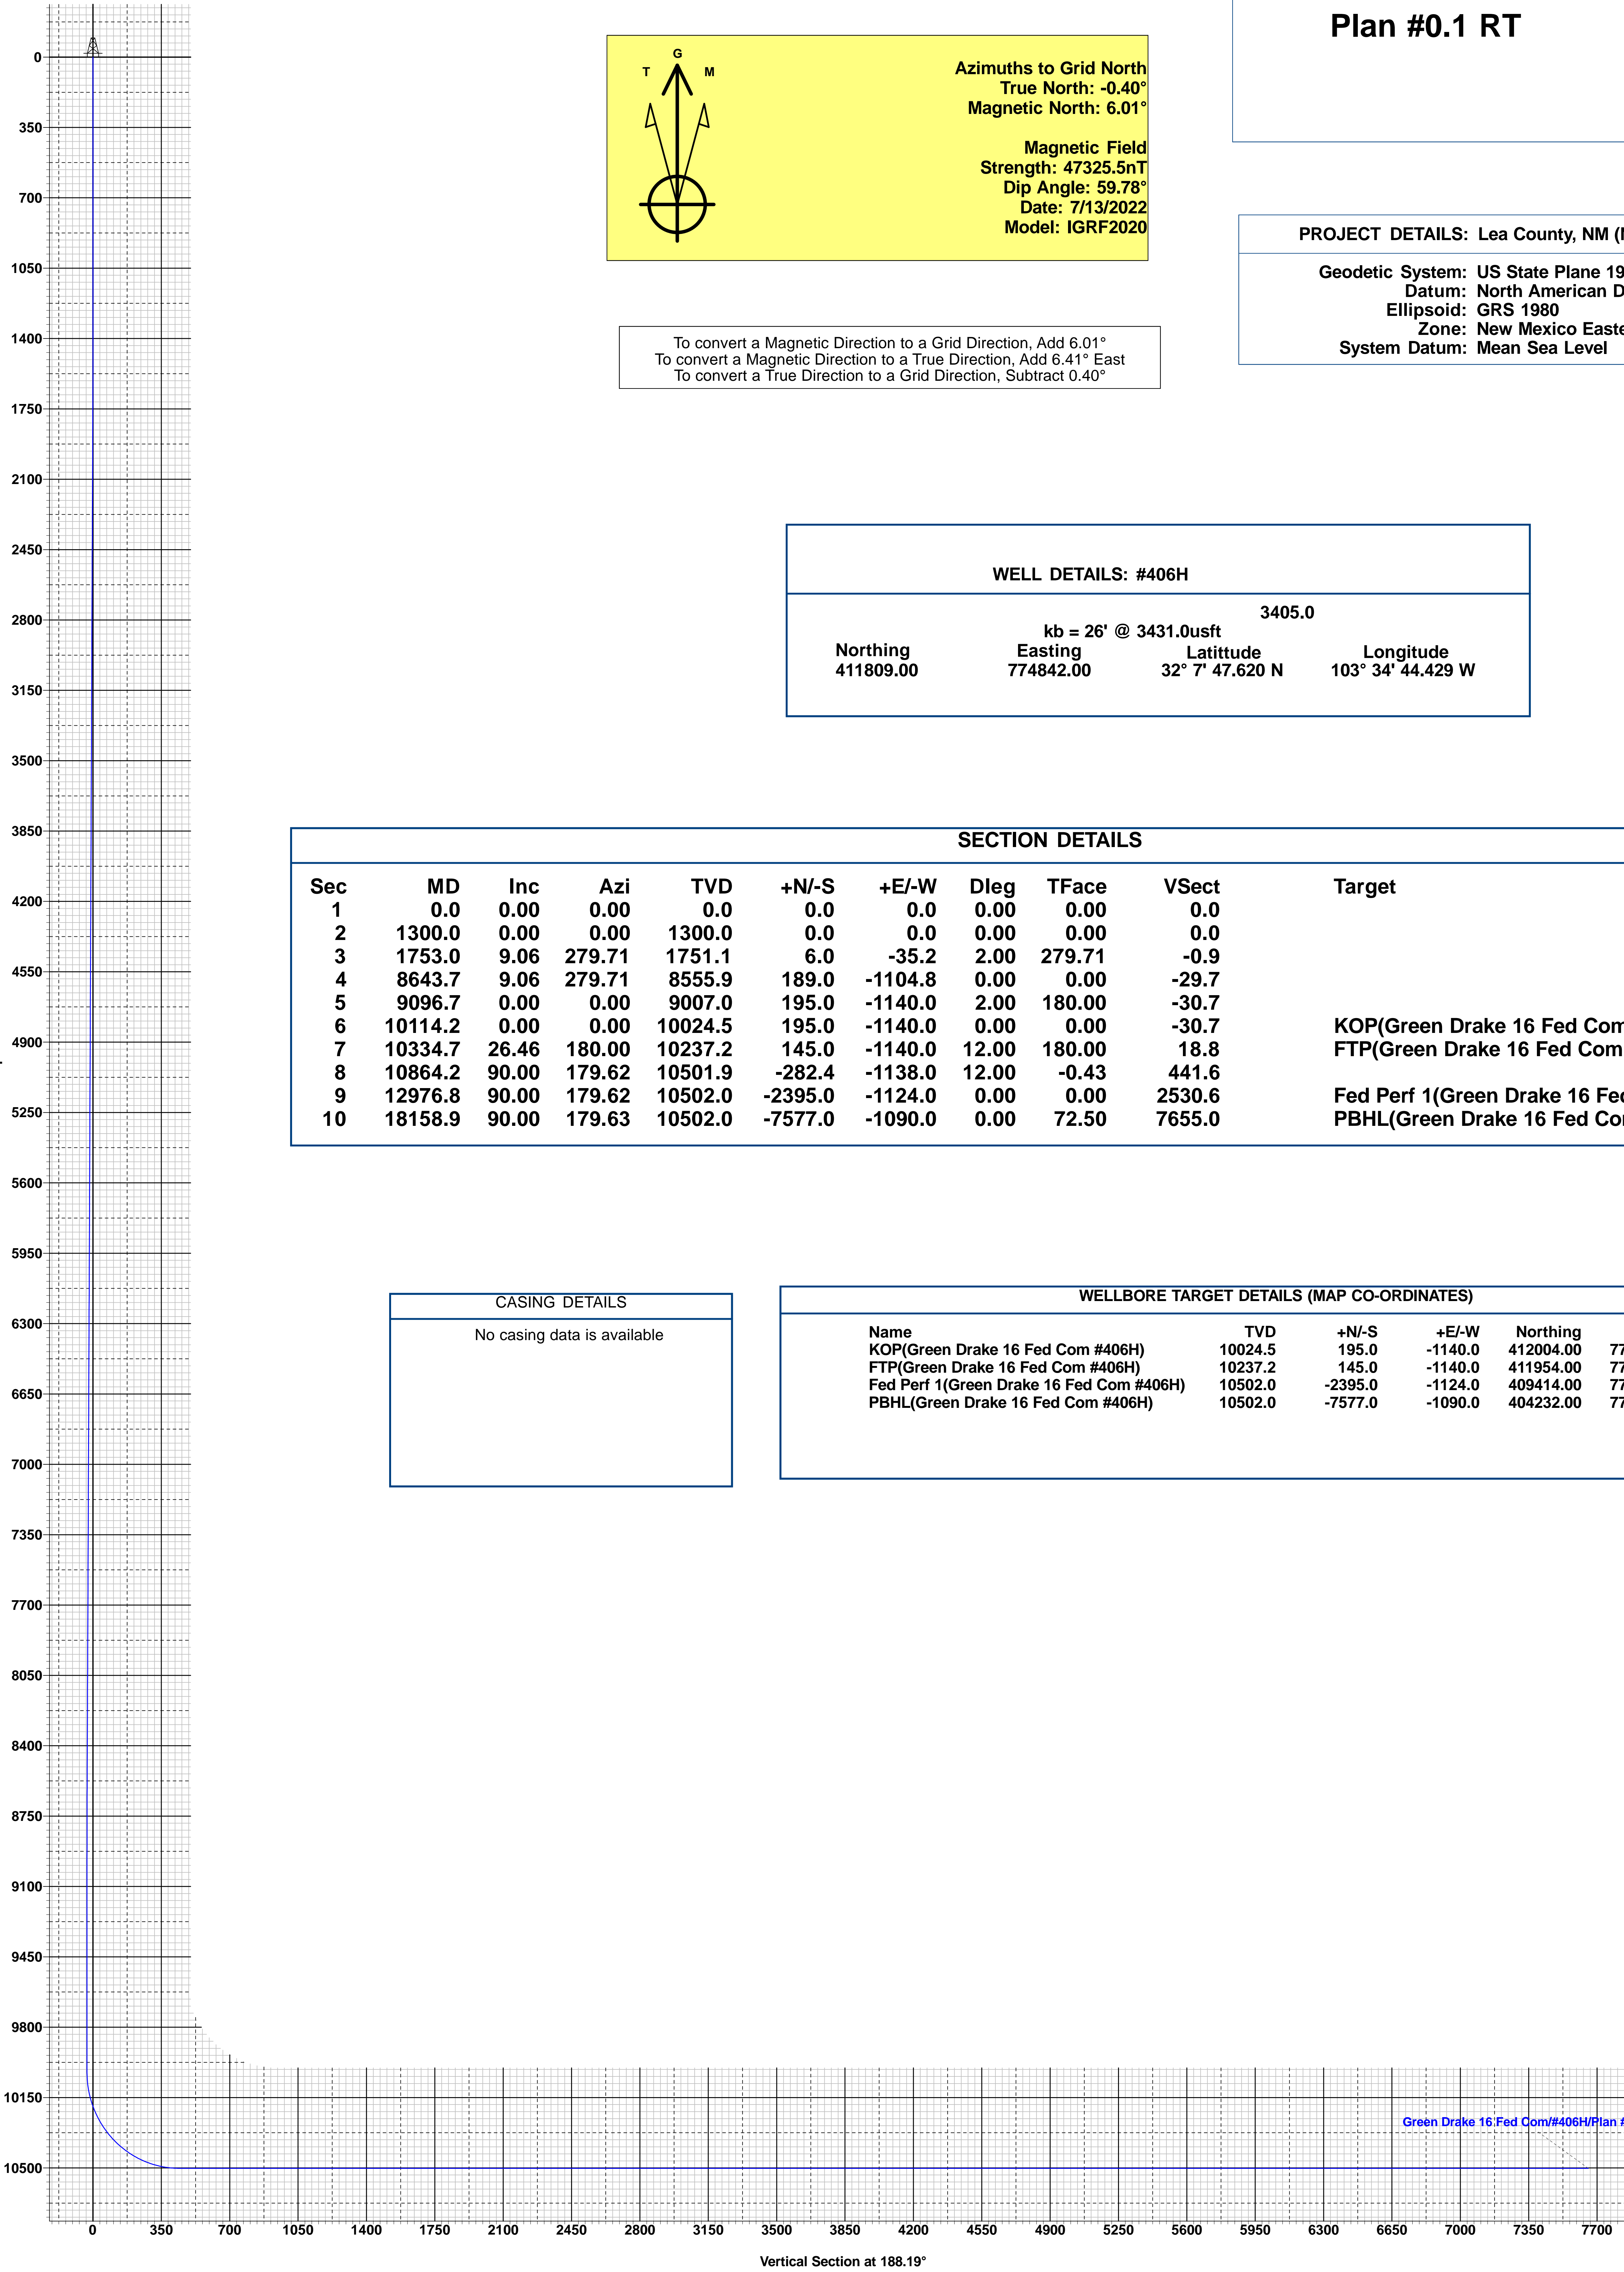 Plan #0.1 RT
G
T M
Azimuths to Grid North
True North: -0.40°
Magnetic North: 6.01°
Magnetic Field
Strength: 47325.5nT
Dip Angle: 59.78°
Date: 7/13/2022
Model: IGRF2020
PROJECT DETAILS: Lea County, NM
Geodetic System: US State Plane
Datum: North American
Ellipsoid: GRS 1980
Zone: New Mexico
System Datum: Mean Sea Level
To convert a Magnetic Direction to a Grid Direction, Add 6.01°
To convert a Magnetic Direction to a True Direction, Add 6.41° East
To convert a True Direction to a Grid Direction, Subtract 0.40°
WELL DETAILS: #406H
3405.0
kb = 26' @ 3431.0usft
Northing Easting Latittude Longitude
411809.00 774842.00 32° 7' 47.620 N 103° 34' 44.429 W
SECTION DETAILS
Sec MD Inc Azi TVD +N/-S +E/-W Dleg TFace VSect Target
1 0.0 0.00 0.00 0.0 0.0 0.0 0.00 0.00 0.0
2 1300.0 0.00 0.00 1300.0 0.0 0.0 0.00 0.00 0.0
3 1753.0 9.06 279.71 1751.1 6.0 -35.2 2.00 279.71 -0.9
4 8643.7 9.06 279.71 8555.9 189.0 -1104.8 0.00 0.00 -29.7
5 9096.7 0.00 0.00 9007.0 195.0 -1140.0 2.00 180.00 -30.7
6 10114.2 0.00 0.00 10024.5 195.0 -1140.0 0.00 0.00 -30.7 KOP(Green Drake 16 Fed Com
7 10334.7 26.46 180.00 10237.2 145.0 -1140.0 12.00 180.00 18.8 FTP(Green Drake 16 Fed Com
8 10864.2 90.00 179.62 10501.9 -282.4 -1138.0 12.00 -0.43 441.6
9 12976.8 90.00 179.62 10502.0 -2395.0 -1124.0 0.00 0.00 2530.6 Fed Perf 1(Green Drake 16
10 18158.9 90.00 179.63 10502.0 -7577.0 -1090.0 0.00 72.50 7655.0 PBHL(Green Drake 16 Fed
CASING DETAILS
No casing data is available
WELLBORE TARGET DETAILS (MAP CO-ORDINATES)
Name TVD +N/-S +E/-W Northing
KOP(Green Drake 16 Fed Com #406H) 10024.5 195.0 -1140.0 412004.00
FTP(Green Drake 16 Fed Com #406H) 10237.2 145.0 -1140.0 411954.00
Fed Perf 1(Green Drake 16 Fed Com #406H) 10502.0 -2395.0 -1124.0 409414.00
PBHL(Green Drake 16 Fed Com #406H) 10502.0 -7577.0 -1090.0 404232.00
0
350
700
1050
1400
1750
2100
2450
2800
3150
3500
3850
4200
4550
4900
5250
5600
5950
6300
6650
7000
7350
7700
8050
8400
8750
9100
9450
9800
10150
10500
Green Drake 16 Fed Com/#406H/Plan #
0 350 700 1050 1400 1750 2100 2450 2800 3150 3500 3850 4200 4550 4900 5250 5600 5950 6300 6650 7000 7350 7700
Vertical Section at 188.19°